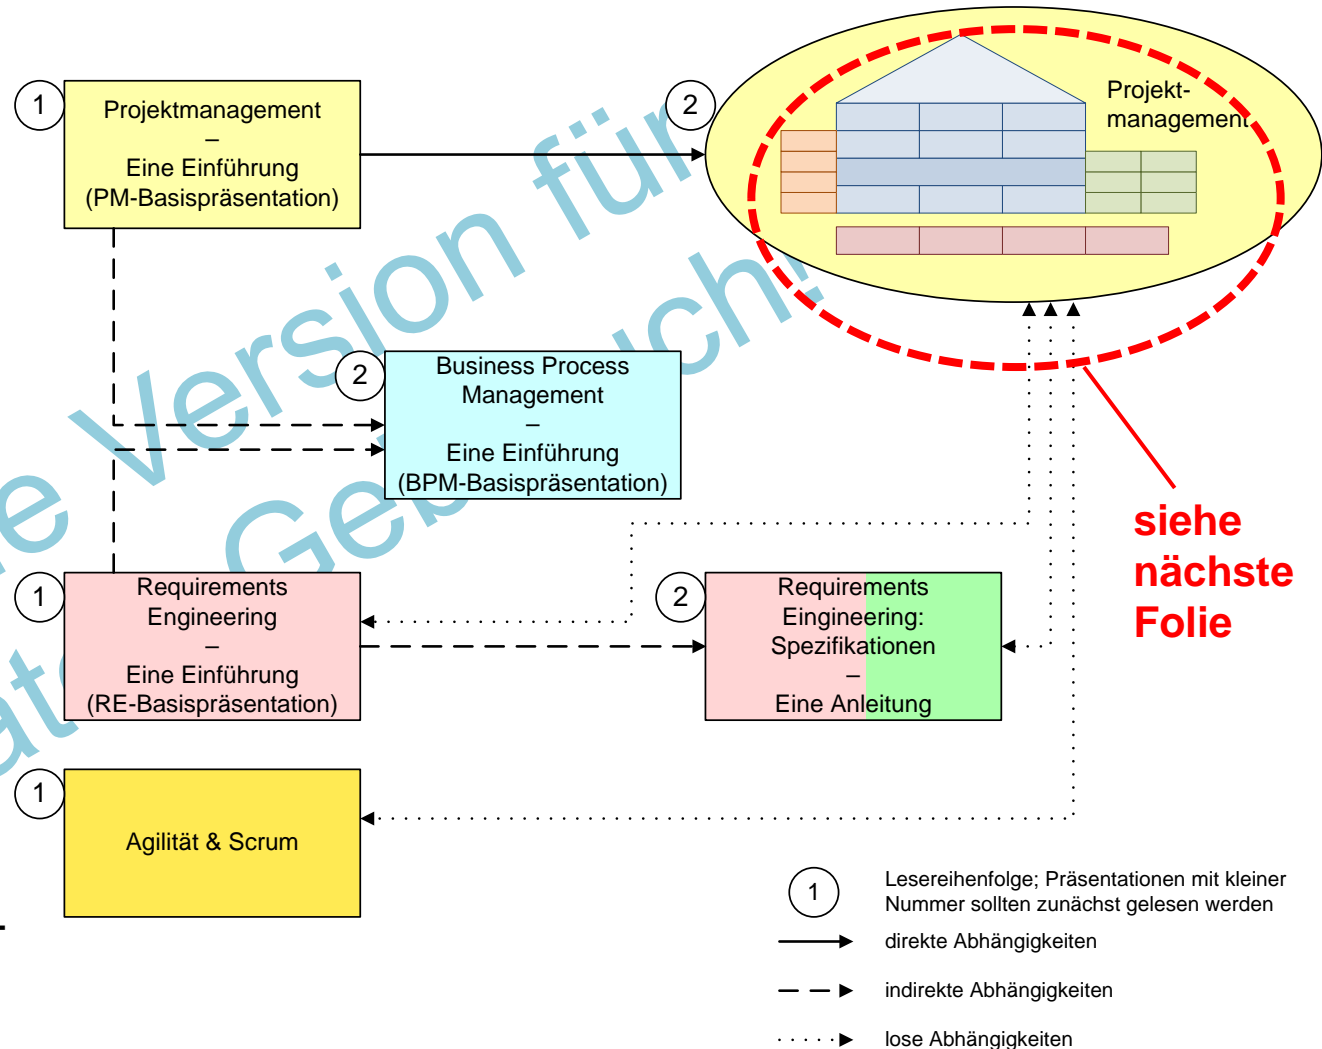 1
Projektmanagement
–
Eine Einführung
(PM-Basispräsentation)
2
Projekt-
management
2
Business Process
Management
–
Eine Einführung
(BPM-Basispräsentation)
siehe
nächste
Folie
1
Requirements
Engineering
–
Eine Einführung
(RE-Basispräsentation)
2
Requirements
Eingineering:
Spezifikationen
–
Eine Anleitung
1
Agilität & Scrum
1
Lesereihenfolge; Präsentationen mit kleiner
Nummer sollten zunächst gelesen werden
direkte Abhängigkeiten
indirekte Abhängigkeiten
lose Abhängigkeiten
Version für